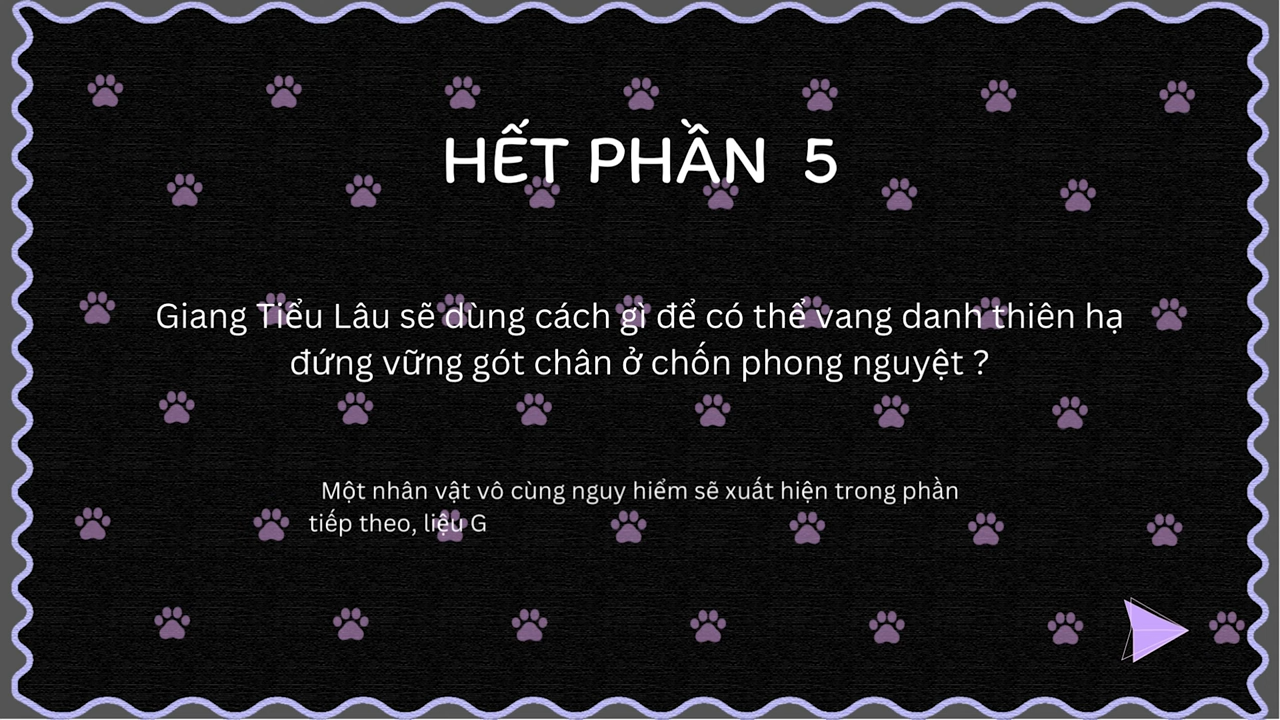 HẾT PHẦN 5
Giang Tiểu Lâu sẽ dùng cách gì để có thể vang danh thiên hạ
đứng vững gót chân ở chốn phong nguyệt ?
Một nhân vật vô cùng nguy hiểm sẽ xuất hiện trong phần
tiếp theo, liệu G